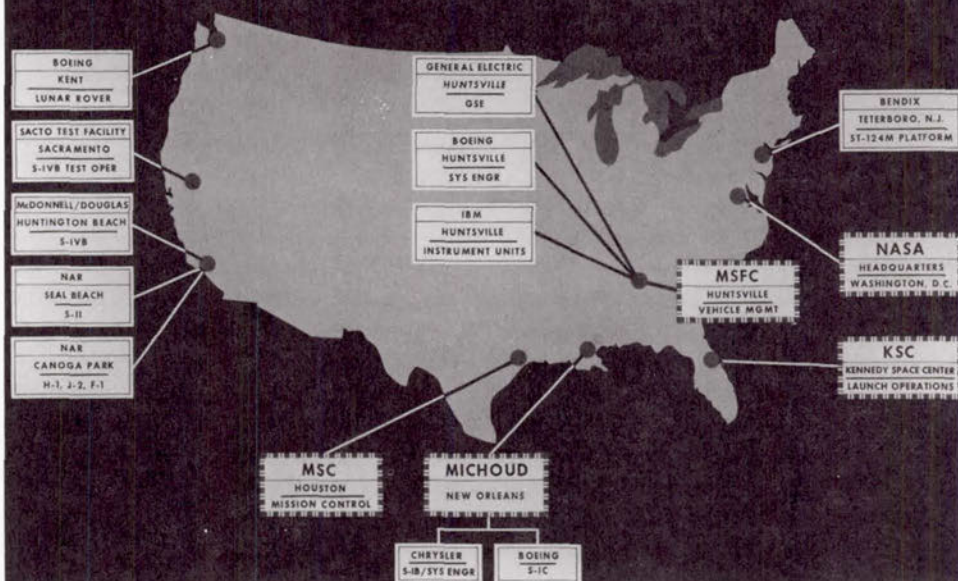 BOEING
KENT
LUNAR ROVER
SACTO TEST FACILITY
SACRAMENTO
S-IVB TEST OPER
McDONNELL/DOUGLAS
HUNTINGTON BEACH
S-IVB
NAR
SEAL BEACH
S-II
NAR
CANOGA PARK
H-1, J-2, F-1
GENERAL ELECTRIC
HUNTSVILLE
GSE
BOEING
HUNTSVILLE
SYS ENGR
IBM
HUNTSVILLE
INSTRUMENT UNITS
BENDIX
TETERBORO, N.J.
ST-124M PLATFORM
NASA
HEADQUARTERS
WASHINGTON, D.C.
MSFC
HUNTSVILLE
VEHICLE MGMT
KSC
KENNEDY SPACE CENTER
LAUNCH OPERATIONS
MSC
HOUSTON
MISSION CONTROL
MICHOUD
NEW ORLEANS
CHRYSLER
S-IB/SYS ENGR
BOEING
S-IC